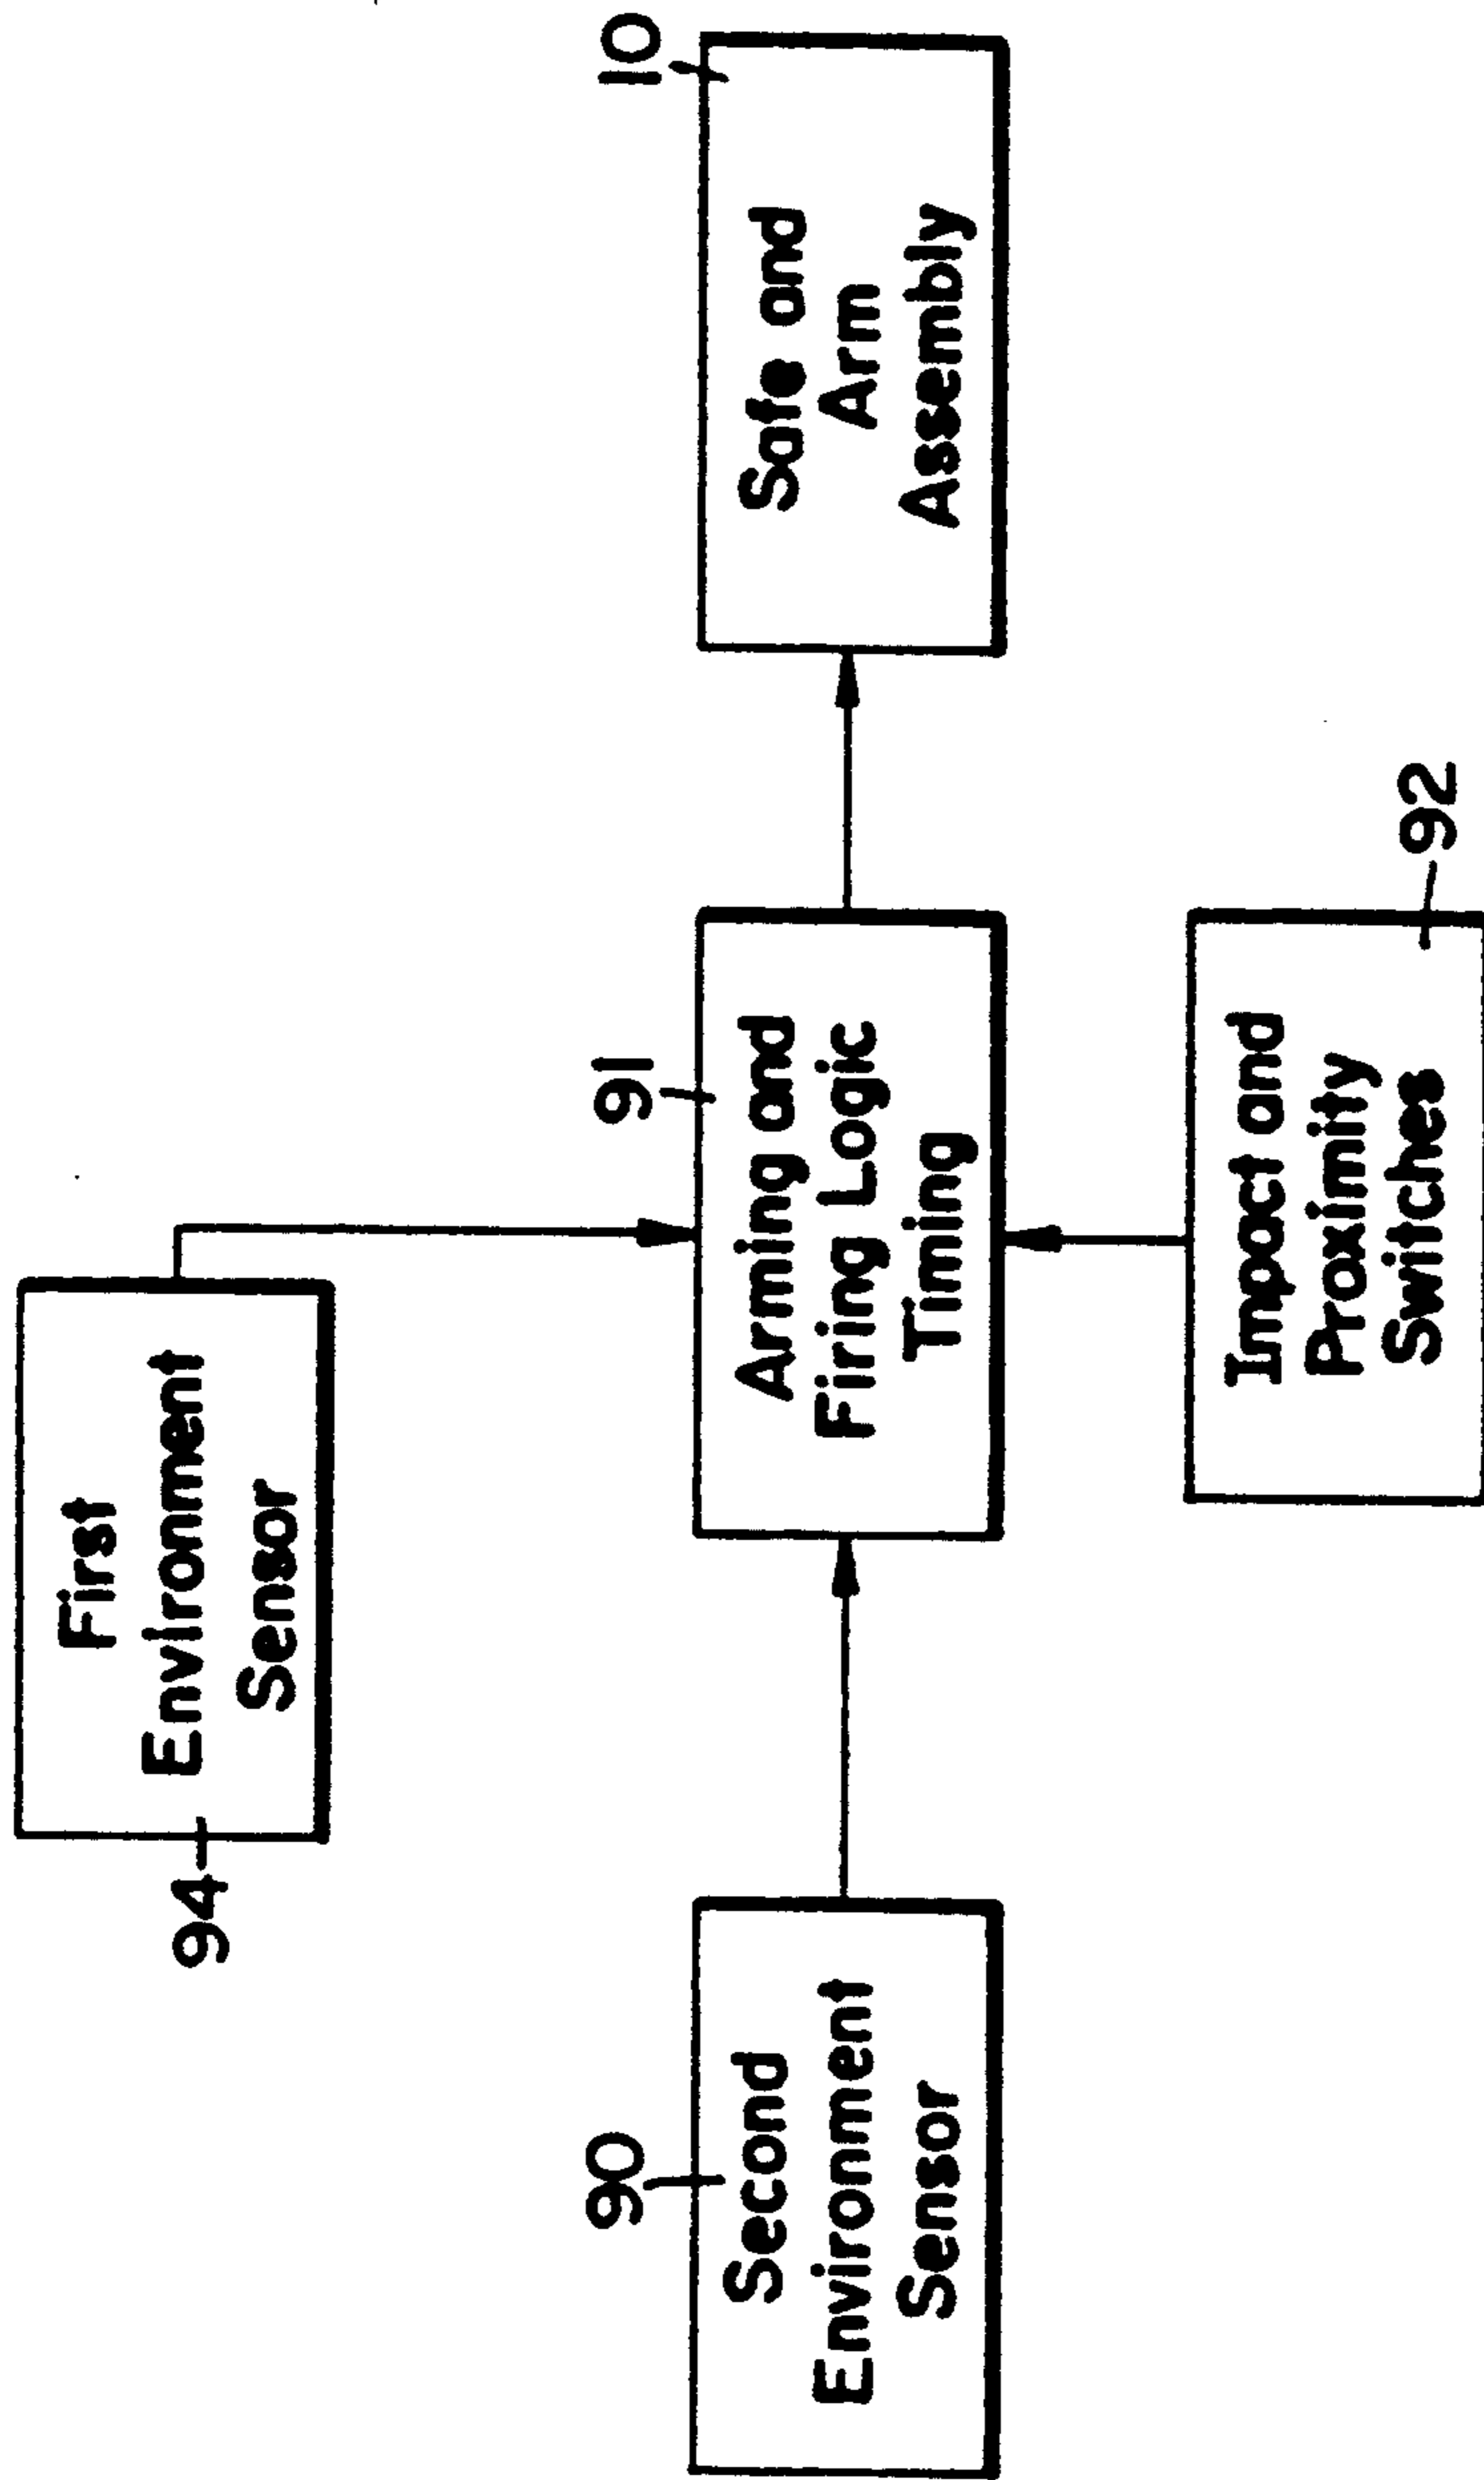 94
First
Environment
Sensor
90
Second
Environment
Sensor
91
Arming and
Firing Logic
Timing
10
Safe and
Arm
Assembly
Impact and
Proximity
Switches
92